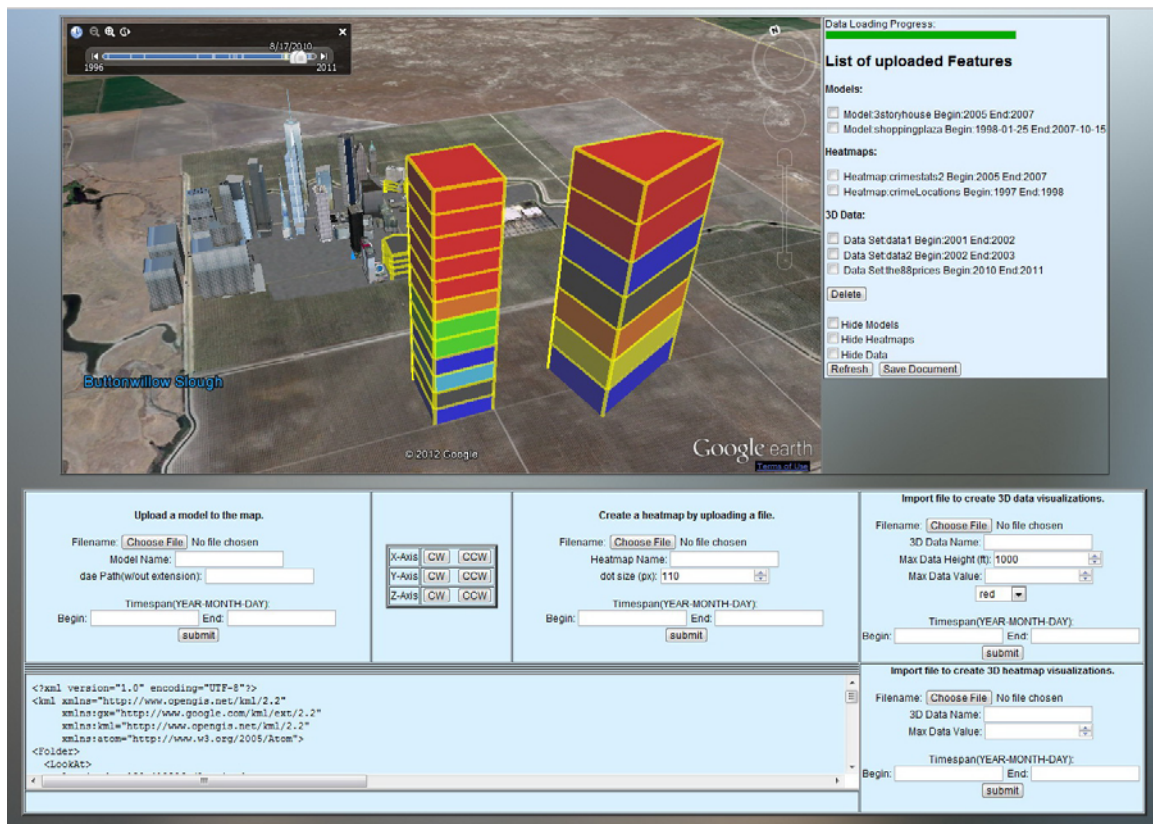 8/17/2010
1996
2011
N
Buttonwillow Slough
© 2012 Google
Google earth
Terms of Use
Data Loading Progress:
List of uploaded Features
Models:
Model:3storyhouse Begin:2005 End:2007
Model:shoppingplaza Begin:1998-01-25 End:2007-10-15
Heatmaps:
Heatmap:crimestats2 Begin:2005 End:2007
Heatmap:crimeLocations Begin:1997 End:1998
3D Data:
Data Set:data1 Begin:2001 End:2002
Data Set:data2 Begin:2002 End:2003
Data Set:the88prices Begin:2010 End:2011
Delete
Hide Models
Hide Heatmaps
Hide Data
Refresh Save Document
Upload a model to the map.
Filename: Choose File No file chosen
Model Name:
dae Path(w/out extension):
Timespan(YEAR-MONTH-DAY):
Begin: End:
submit
X-Axis CW CCW
Y-Axis CW CCW
Z-Axis CW CCW
Create a heatmap by uploading a file.
Filename: Choose File No file chosen
Heatmap Name:
dot size (px): 110
Timespan(YEAR-MONTH-DAY):
Begin: End:
submit
Import file to create 3D data visualizations.
Filename: Choose File No file chosen
3D Data Name:
Max Data Height (ft): 1000
Max Data Value:
red
Timespan(YEAR-MONTH-DAY):
Begin: End:
submit
<?xml version="1.0" encoding="UTF-8"?>
<kml xmlns="http://www.opengis.net/kml/2.2"
xmlns:gx="http://www.google.com/kml/ext/2.2"
xmlns:kml="http://www.opengis.net/kml/2.2"
xmlns:atom="http://www.w3.org/2005/Atom">
<Folder>
<LookAt>
Import file to create 3D heatmap visualizations.
Filename: Choose File No file chosen
3D Data Name:
Max Data Value:
Timespan(YEAR-MONTH-DAY):
Begin: End:
submit